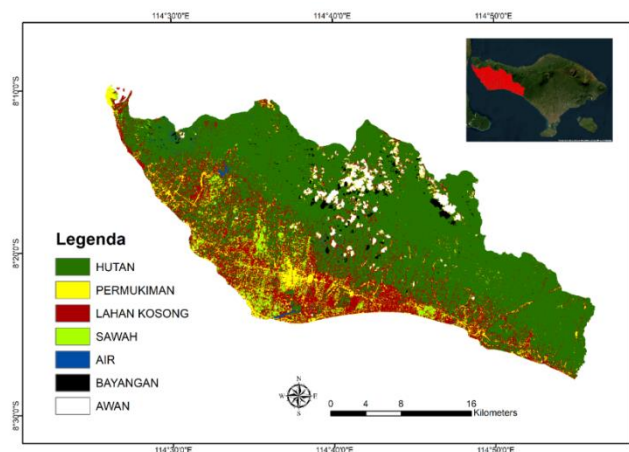 114°30'0"E
114°40'0"E
114°50'0"E
8°10'0"S
8°20'0"S
8°30'0"S
Legenda
HUTAN
PERMUKIMAN
LAHAN KOSONG
SAWAH
AIR
BAYANGAN
AWAN
N
W
E
S
0 2 4 8 16
Kilometers
114°30'0"E
114°40'0"E
114°50'0"E